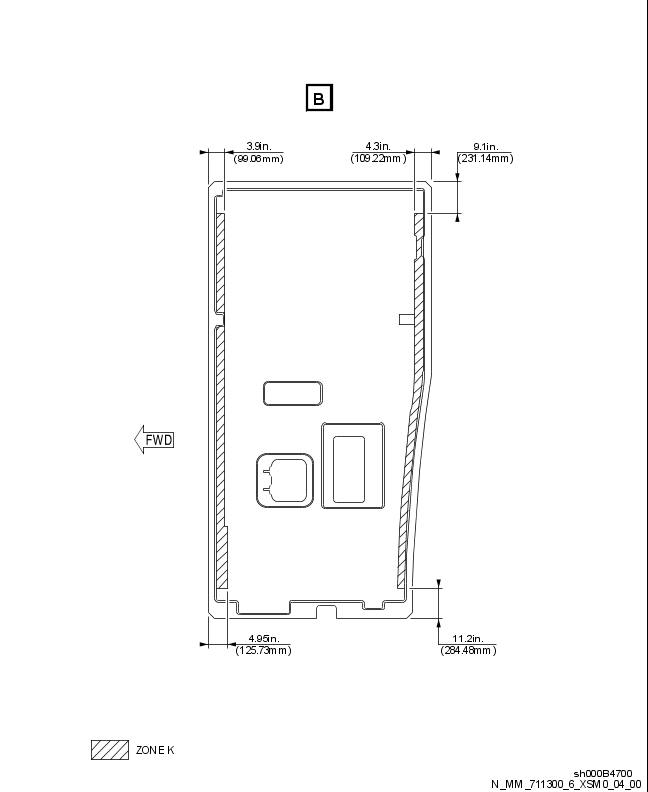 B
3.9in.
(99.06mm)
4.3in.
(109.22mm)
9.1in.
(231.14mm)
FWD
4.95in.
(125.73mm)
11.2in.
(284.48mm)
ZONE K
sh000B4700
N_MM_711300_6_XSM0_04_00